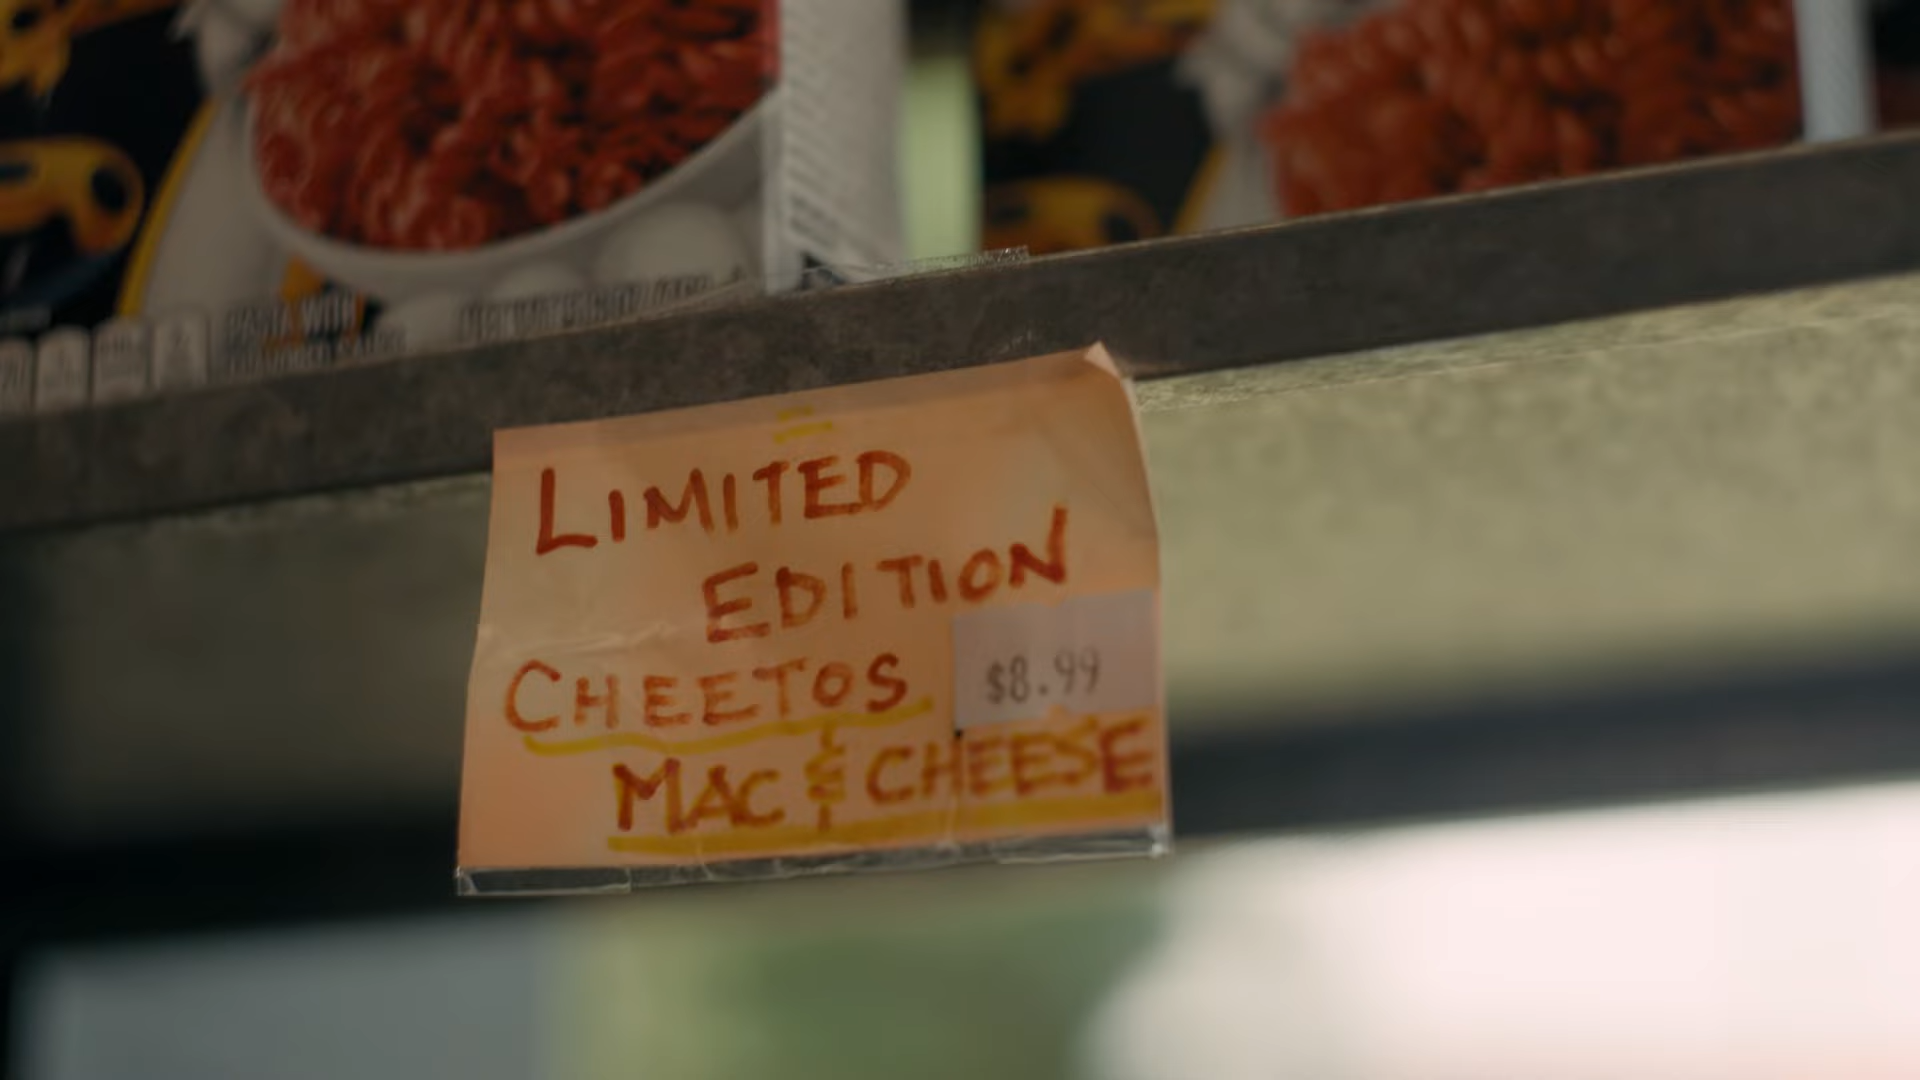 LIMITED
EDITION
CHEETOS
$8.99
MAC & CHEESE